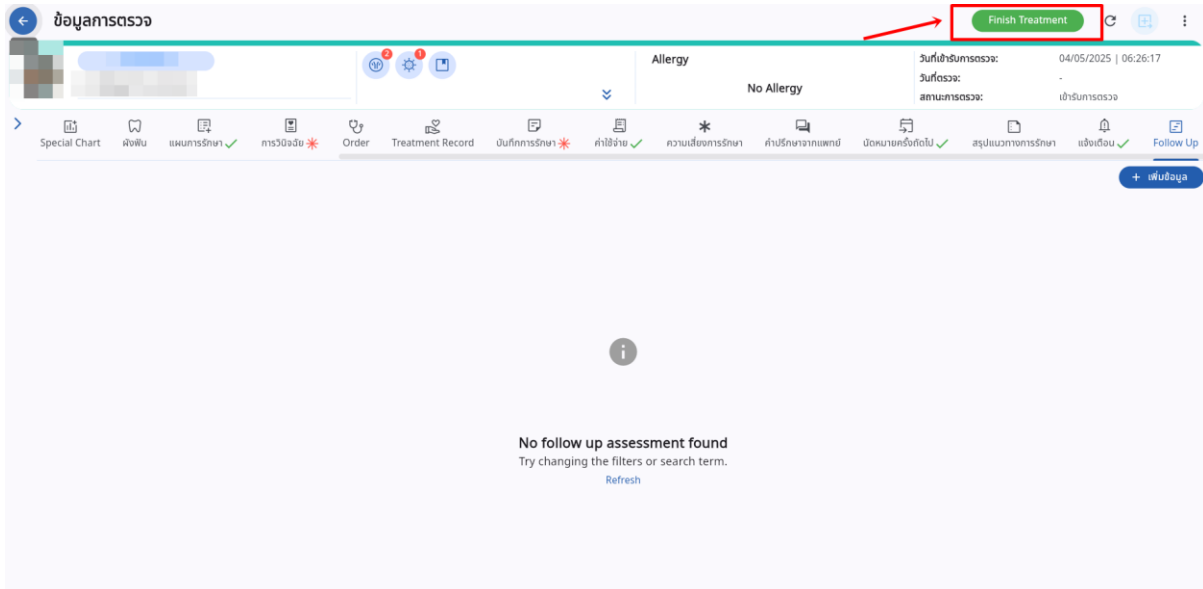 ข้อมูลการตรวจ
Finish Treatment
2
1
Allergy
No Allergy
วันที่เข้ารับการตรวจ: 04/05/2025 | 06:26:17
วันที่ตรวจ: -
สถานะการตรวจ: เข้ารับการตรวจ
Special Chart ผังฟัน แผนการรักษา การวินิจฉัย Order Treatment Record บันทึกการรักษา ค่าใช้จ่าย ความเสี่ยงการรักษา คำปรึกษาจากแพทย์ นัดหมายครั้งถัดไป สรุปแนวทางการรักษา แจ้งเตือน Follow Up
+ เพิ่มข้อมูล
No follow up assessment found
Try changing the filters or search term.
Refresh